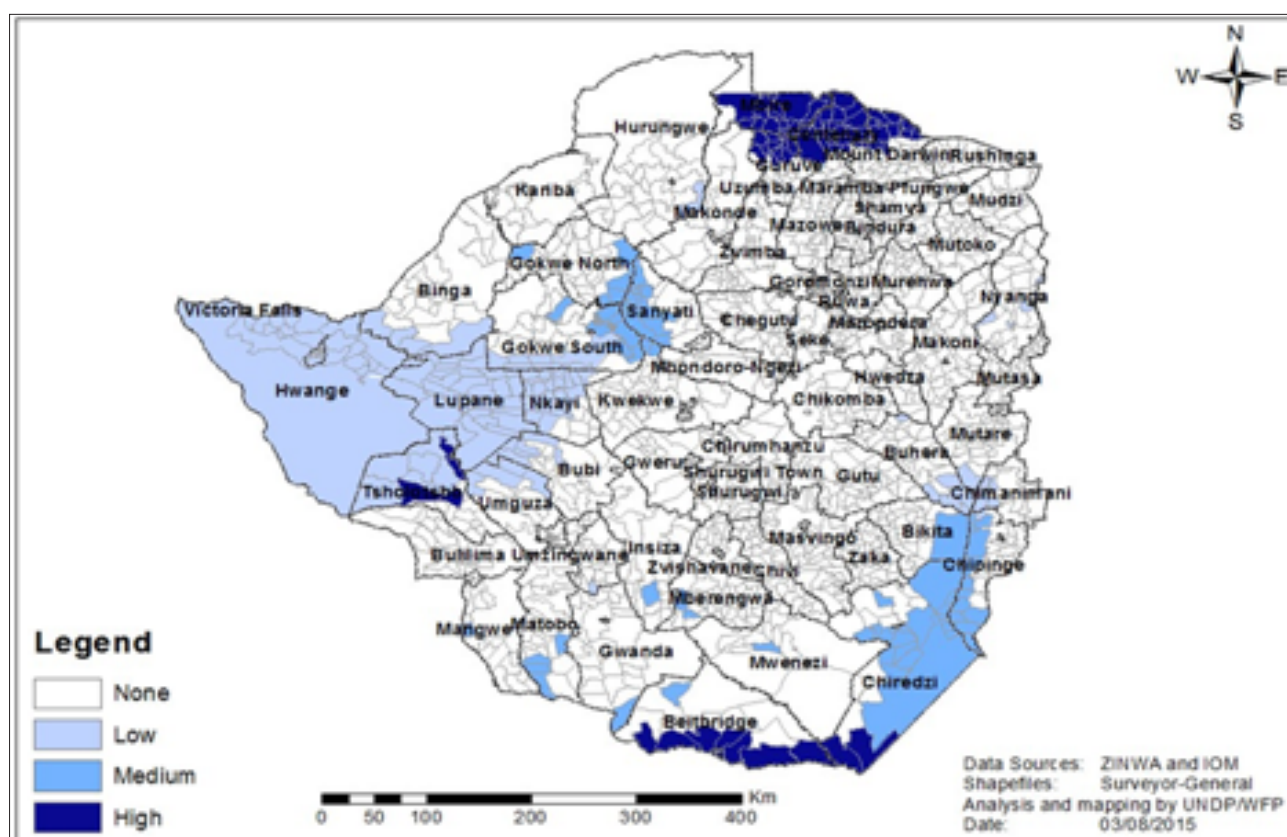 N
W E
S
Mbire
Hurungwe
Centenary
Mount Darwin
Rushinga
Guruve
Kariba
Uzumba Maramba Pfungwe
Mudzi
Shamva
Makonde
Mazowe
Bindura
Mutoko
Zvimba
Gokwe North
Goromonzi
Murehwa
Binga
Nyanga
Ruwa
Victoria Falls
Sanyati
Chegutu
Marondera
Seke
Makoni
Gokwe South
Mhondoro-Ngezi
Hwedza
Mutasa
Hwange
Lupane
Nkayi
Kwekwe
Chikomba
Mutare
Chirumhanzu
Buhera
Gweru
Bubi
Shurugwi Town
Gutu
Tsholotsho
Umguza
Shurugwi
Chimanimani
Bikita
Masvingo
Bulilima
Umzingwane
Insiza
Zaka
Chipinge
Zvishavane
Chivi
Mberengwa
Mangwe
Matobo
Gwanda
Mwenezi
Chiredzi
Beitbridge
Legend
None
Low
Medium
High
Km
0 50 100 200 300 400
Data Sources: ZINWA and IOM
Shapefiles: Surveyor-General
Analysis and mapping by UNDP/WFP
Date: 03/08/2015